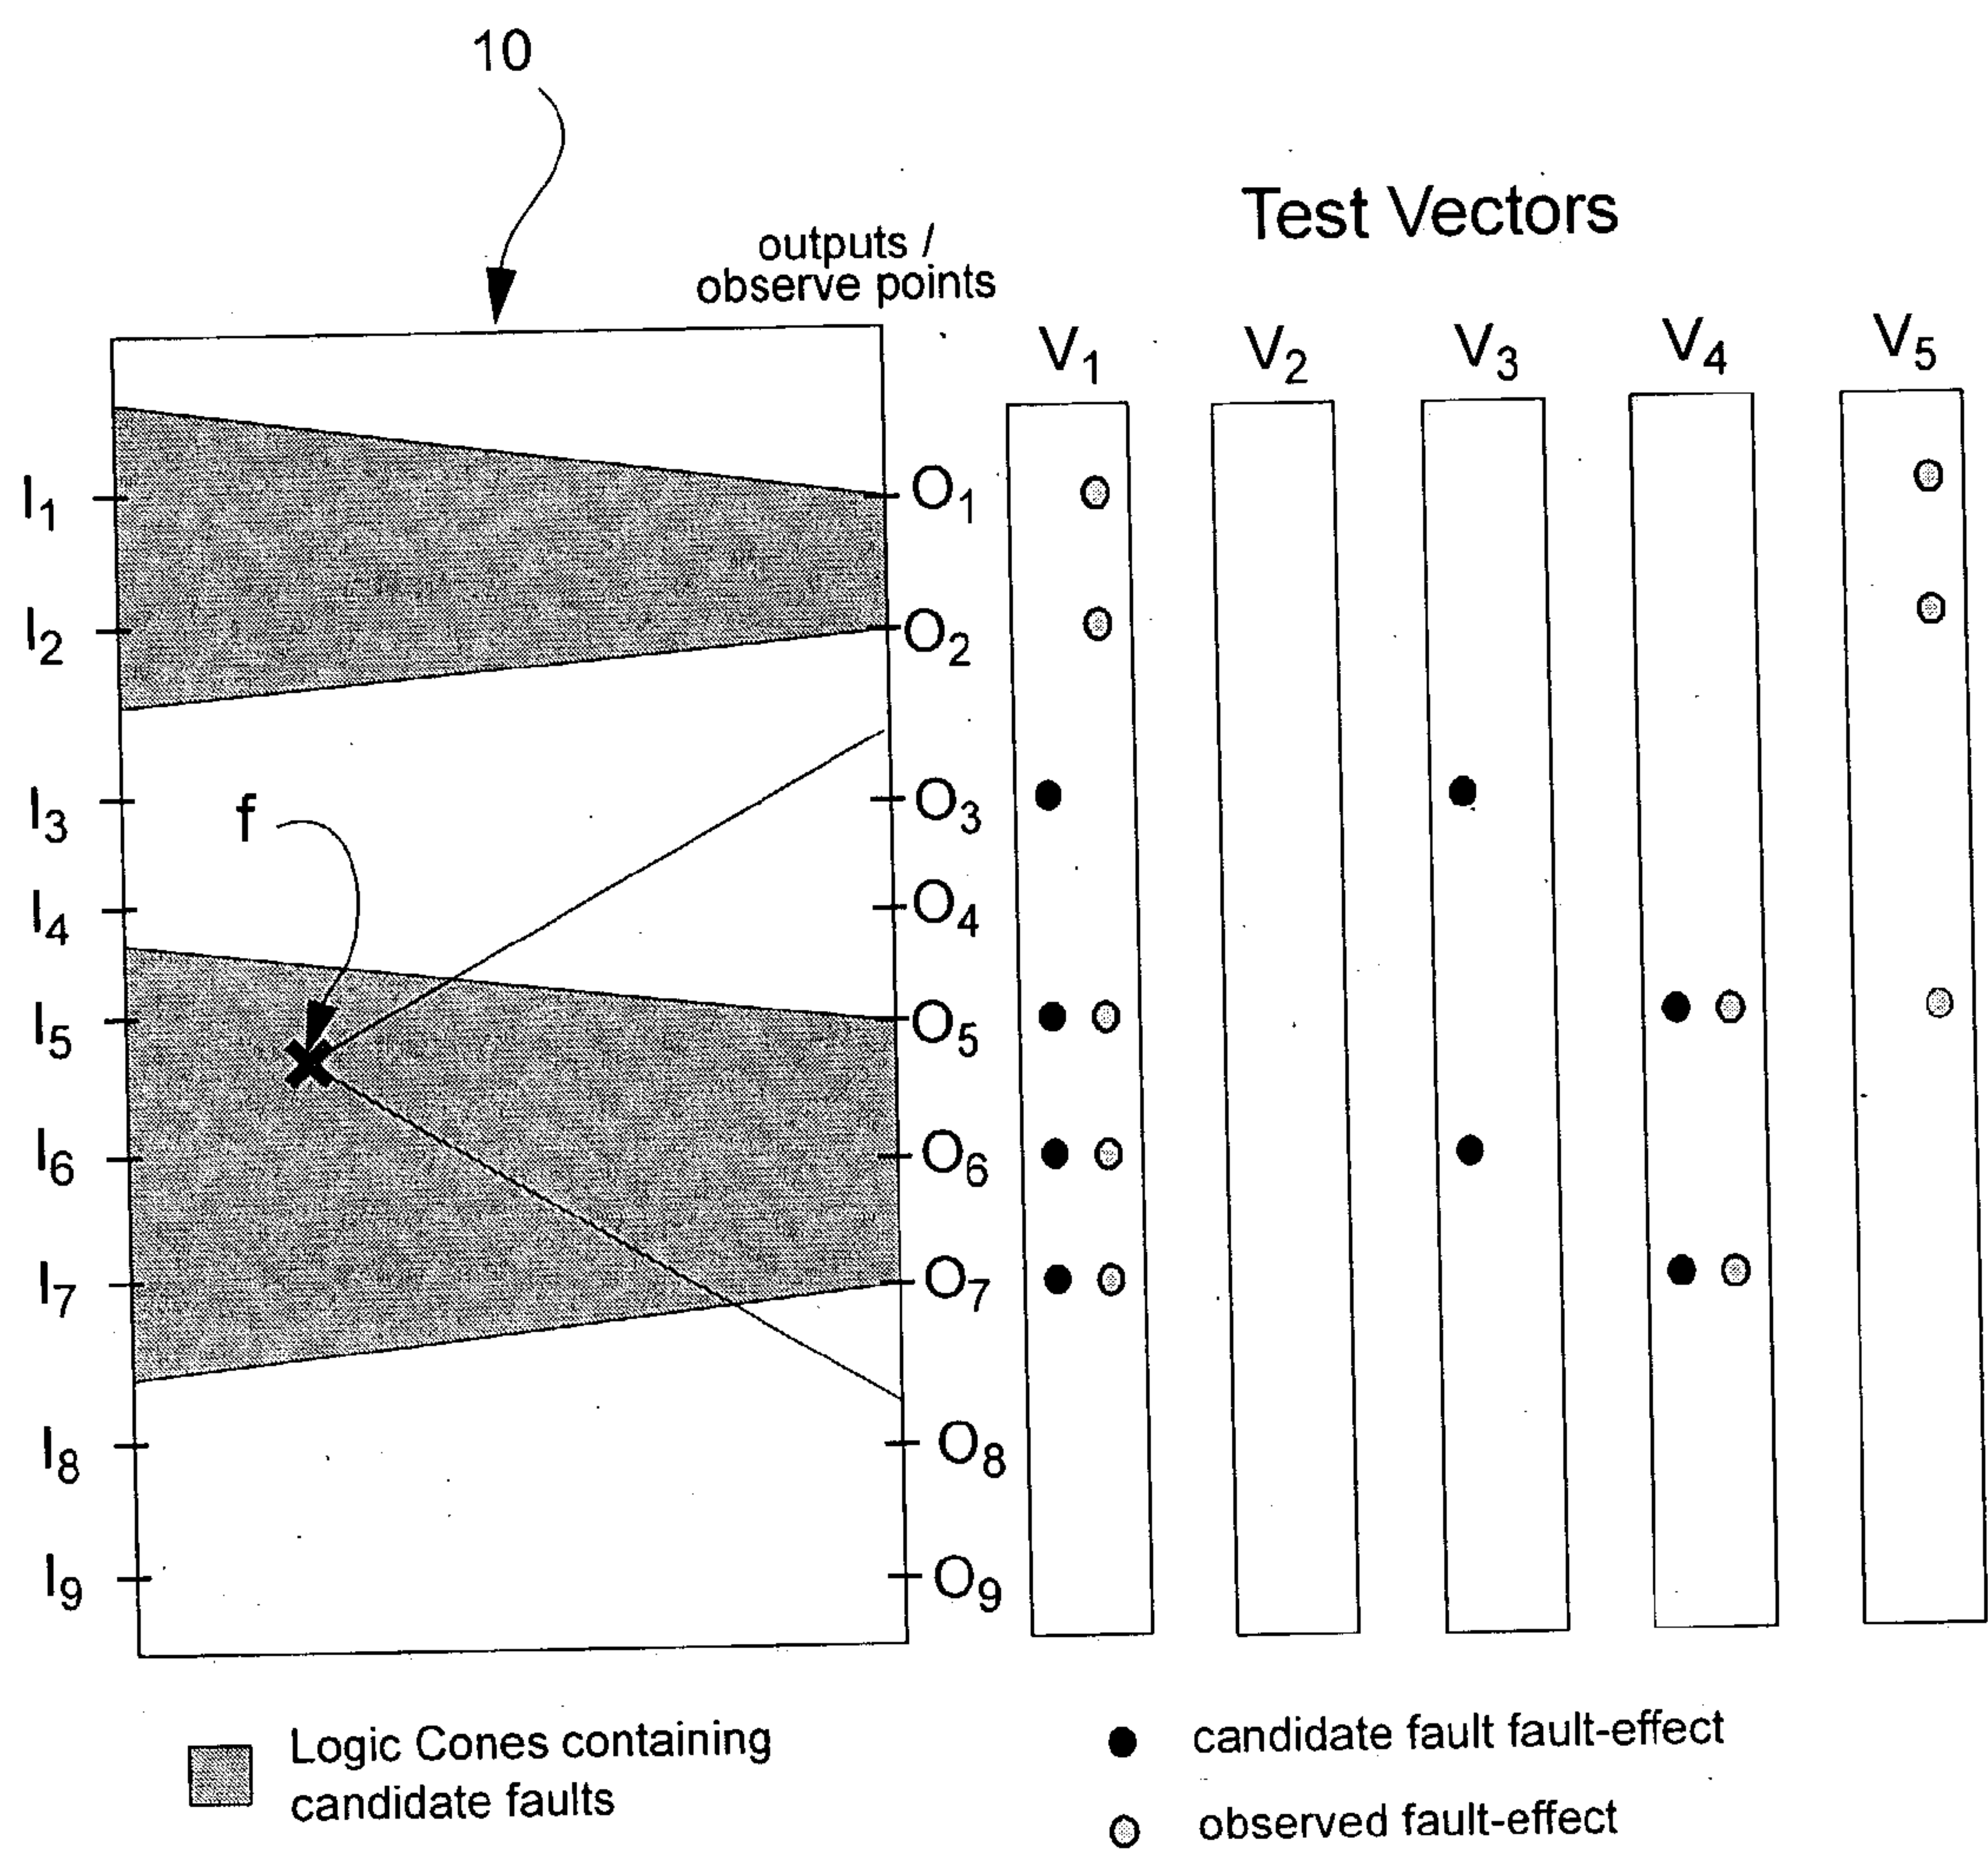 10
Test Vectors
outputs /
observe points
V1 V2 V3 V4 V5
I1 O1
I2 O2
I3 f O3
I4 O4
I5 O5
I6 O6
I7 O7
I8 O8
I9 O9
Logic Cones containing
candidate faults
candidate fault fault-effect
observed fault-effect